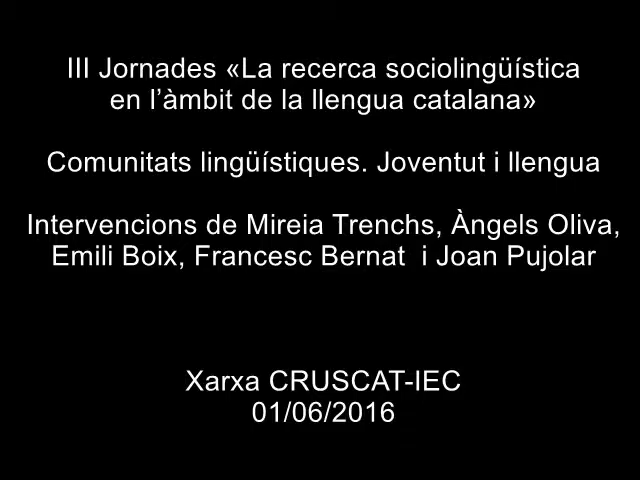 III Jornades «La recerca sociolingüística
en l’àmbit de la llengua catalana»
Comunitats lingüístiques. Joventut i llengua
Intervencions de Mireia Trenchs, Àngels Oliva,
Emili Boix, Francesc Bernat  i Joan Pujolar
Xarxa CRUSCAT-IEC
01/06/2016